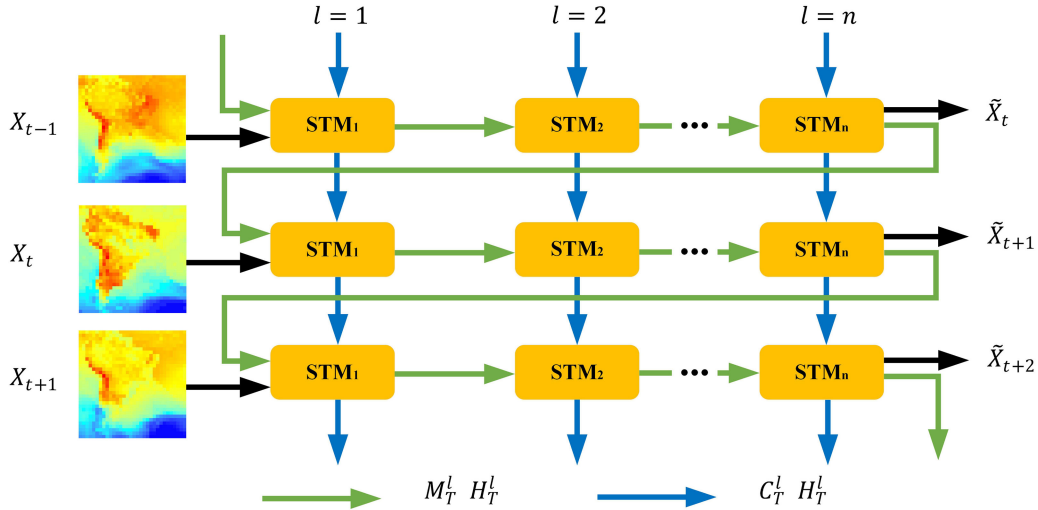 l = 1 l = 2 l = n
X_{t−1} STM₁ STM₂ ••• STMₙ X̃_t
X_t STM₁ STM₂ ••• STMₙ X̃_{t+1}
X_{t+1} STM₁ STM₂ ••• STMₙ X̃_{t+2}
M_T^l H_T^l C_T^l H_T^l